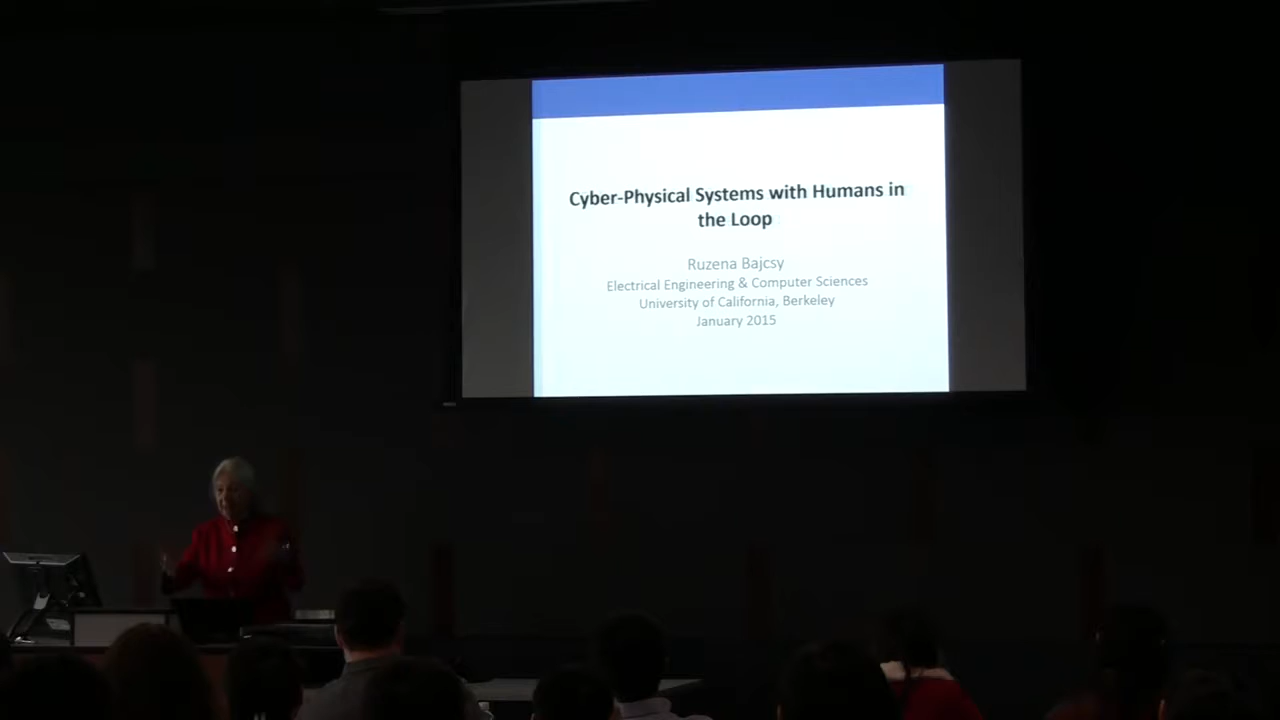 Cyber-Physical Systems with Humans in
the Loop
Ruzena Bajcsy
Electrical Engineering & Computer Sciences
University of California, Berkeley
January 2015